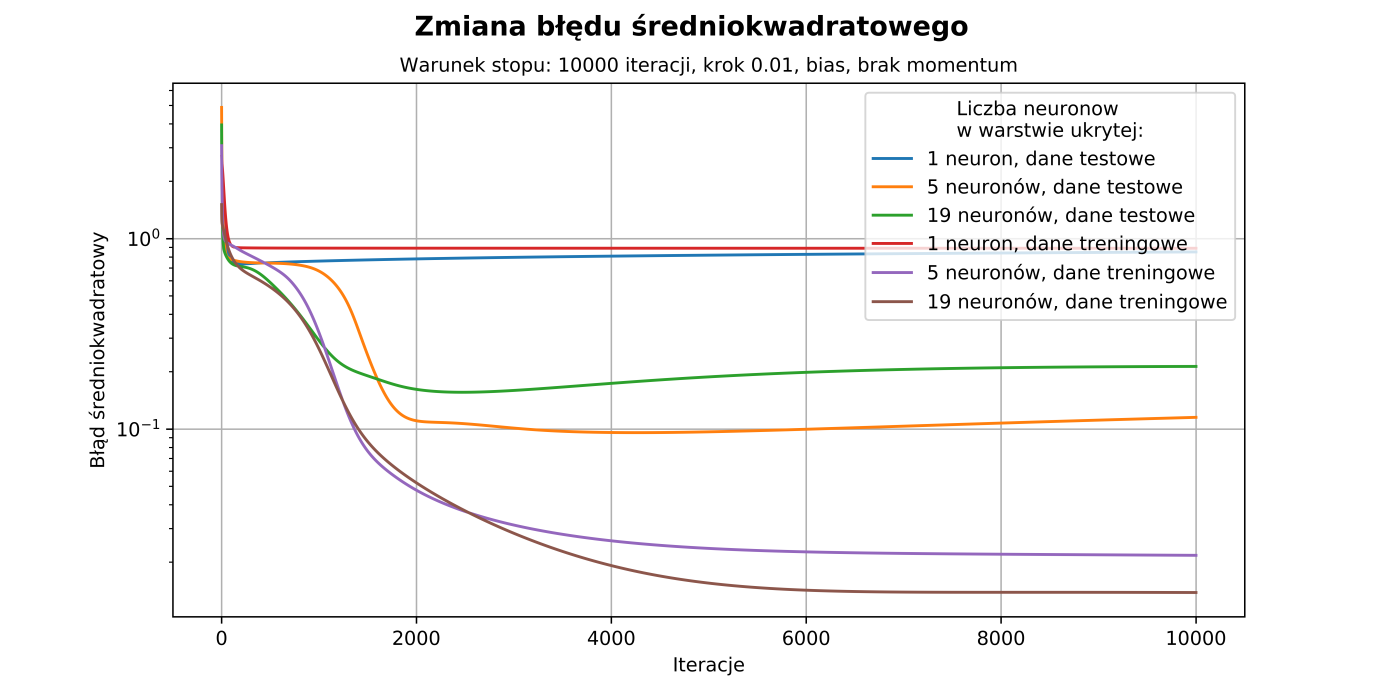 Zmiana błędu średniokwadratowego
Warunek stopu: 10000 iteracji, krok 0.01, bias, brak momentum
Liczba neuronow
w warstwie ukrytej:
1 neuron, dane testowe
5 neuronów, dane testowe
19 neuronów, dane testowe
1 neuron, dane treningowe
5 neuronów, dane treningowe
19 neuronów, dane treningowe
Błąd średniokwadratowy
10⁰
10⁻¹
0 2000 4000 6000 8000 10000
Iteracje